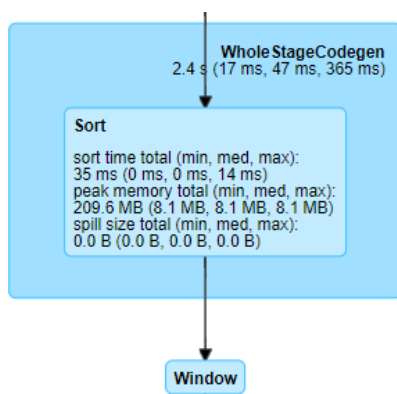 WholeStageCodegen
2.4 s (17 ms, 47 ms, 365 ms)
Sort
sort time total (min, med, max):
35 ms (0 ms, 0 ms, 14 ms)
peak memory total (min, med, max):
209.6 MB (8.1 MB, 8.1 MB, 8.1 MB)
spill size total (min, med, max):
0.0 B (0.0 B, 0.0 B, 0.0 B)
Window